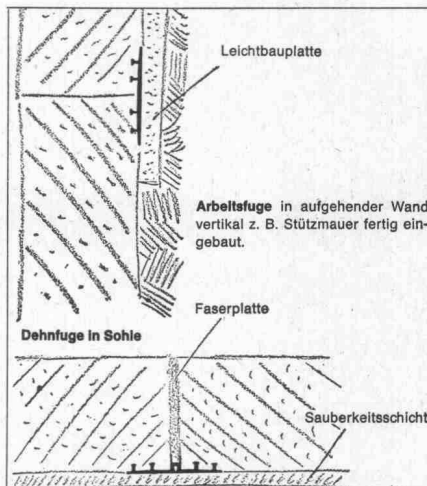 Leichtbauplatte
Arbeitsfuge in aufgehender Wand
vertikal z. B. Stützmauer fertig ein-
gebaut.
Faserplatte
Dehnfuge in Sohle
Sauberkeitsschicht